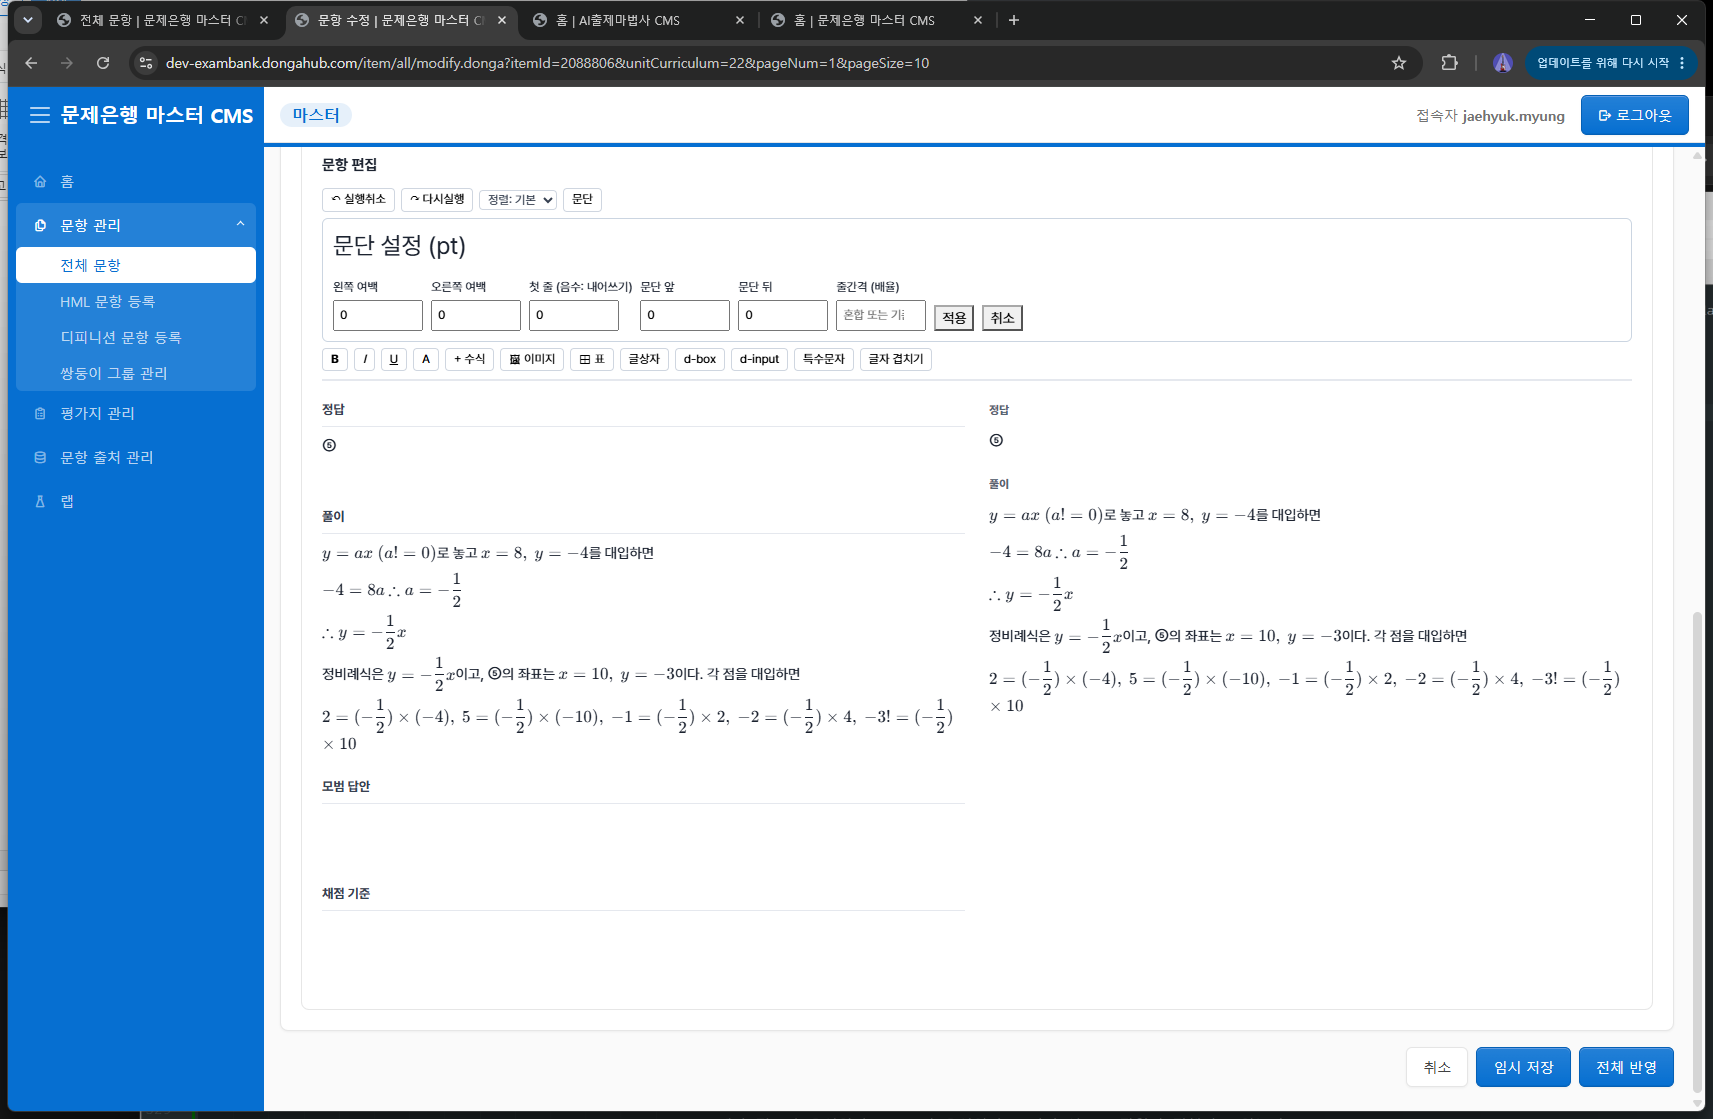 전체 문항 | 문제은행 마스터 C
문항 수정 | 문제은행 마스터 C
홈 | AI출제마법사 CMS
홈 | 문제은행 마스터 CMS
dev-exambank.dongahub.com/item/all/modify.donga?itemId=2088806&unitCurriculum=22&pageNum=1&pageSize=10
업데이트를 위해 다시 시작
문제은행 마스터 CMS
마스터
접속자 jaehyuk.myung
로그아웃
홈
문항 관리
전체 문항
HML 문항 등록
디피니션 문항 등록
쌍둥이 그룹 관리
평가지 관리
문항 출처 관리
랩
문항 편집
↶ 실행취소 ↷ 다시실행 정렬: 기본 문단
문단 설정 (pt)
왼쪽 여백 오른쪽 여백 첫 줄 (음수: 내어쓰기) 문단 앞 문단 뒤 줄간격 (배율)
0 0 0 0 0 혼합 또는 기 적용 취소
B I U A + 수식 이미지 표 글상자 d-box d-input 특수문자 글자 겹치기
정답
⑤
풀이
y = ax (a! = 0)로 놓고 x = 8, y = −4를 대입하면
−4 = 8a ∴ a = −1/2
∴ y = −1/2x
정비례식은 y = −1/2x이고, ⑤의 좌표는 x = 10, y = −3이다. 각 점을 대입하면
2 = (−1/2) × (−4), 5 = (−1/2) × (−10), −1 = (−1/2) × 2, −2 = (−1/2) × 4, −3! = (−1/2)
× 10
모범 답안
채점 기준
정답
⑤
풀이
y = ax (a! = 0)로 놓고 x = 8, y = −4를 대입하면
−4 = 8a ∴ a = −1/2
∴ y = −1/2x
정비례식은 y = −1/2x이고, ⑤의 좌표는 x = 10, y = −3이다. 각 점을 대입하면
2 = (−1/2) × (−4), 5 = (−1/2) × (−10), −1 = (−1/2) × 2, −2 = (−1/2) × 4, −3! = (−1/2)
× 10
취소 임시 저장 전체 반영